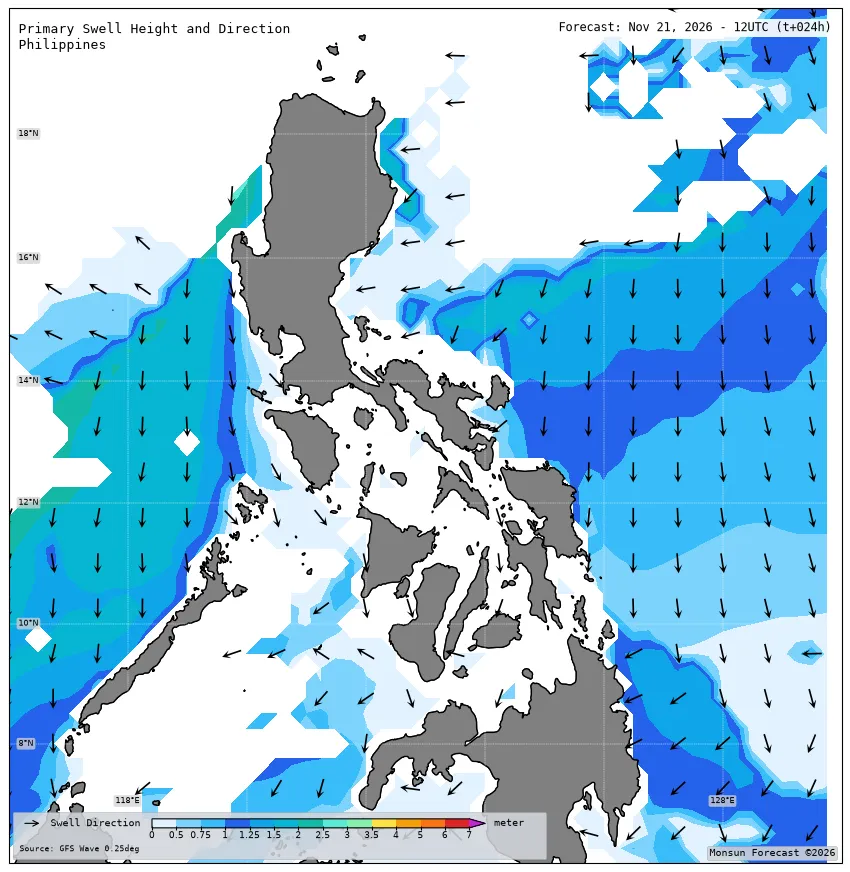 Primary Swell Height and Direction
Philippines
Forecast: Nov 21, 2026 - 12UTC (t+024h)
18°N
16°N
14°N
12°N
10°N
8°N
118°E
128°E
Swell Direction
0 0.5 0.75 1 1.25 1.5 2 2.5 3 3.5 4 5 6 7
meter
Source: GFS Wave 0.25deg
Monsun Forecast ©2026